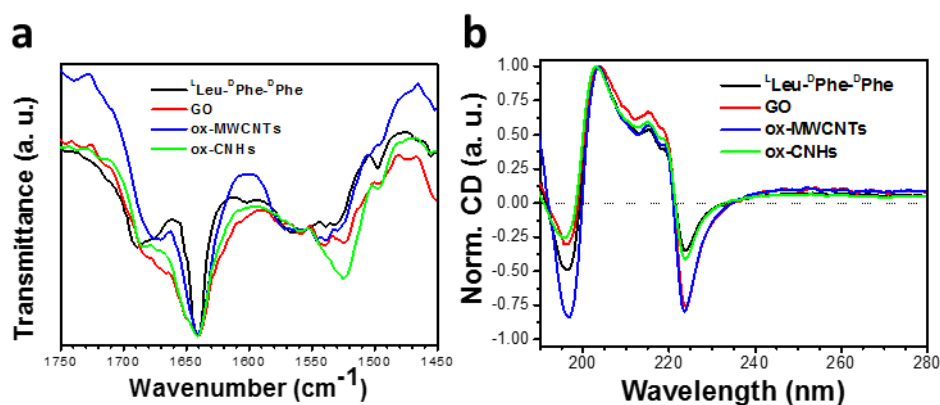 a
Transmittance (a. u.)
ᴸLeu-ᴰPhe-ᴰPhe
GO
ox-MWCNTs
ox-CNHs
1750 1700 1650 1600 1550 1500 1450
Wavenumber (cm⁻¹)
b
Norm. CD (a. u.)
1.00
0.75
0.50
0.25
0.00
-0.25
-0.50
-0.75
-1.00
ᴸLeu-ᴰPhe-ᴰPhe
GO
ox-MWCNTs
ox-CNHs
200 220 240 260 280
Wavelength (nm)